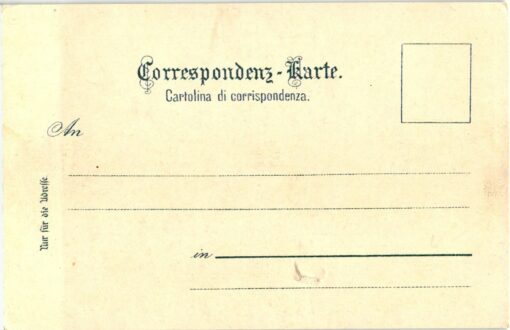 Correspondenz-Karte.
Cartolina di corrispondenza.
An
Nur für die Adresse.
in